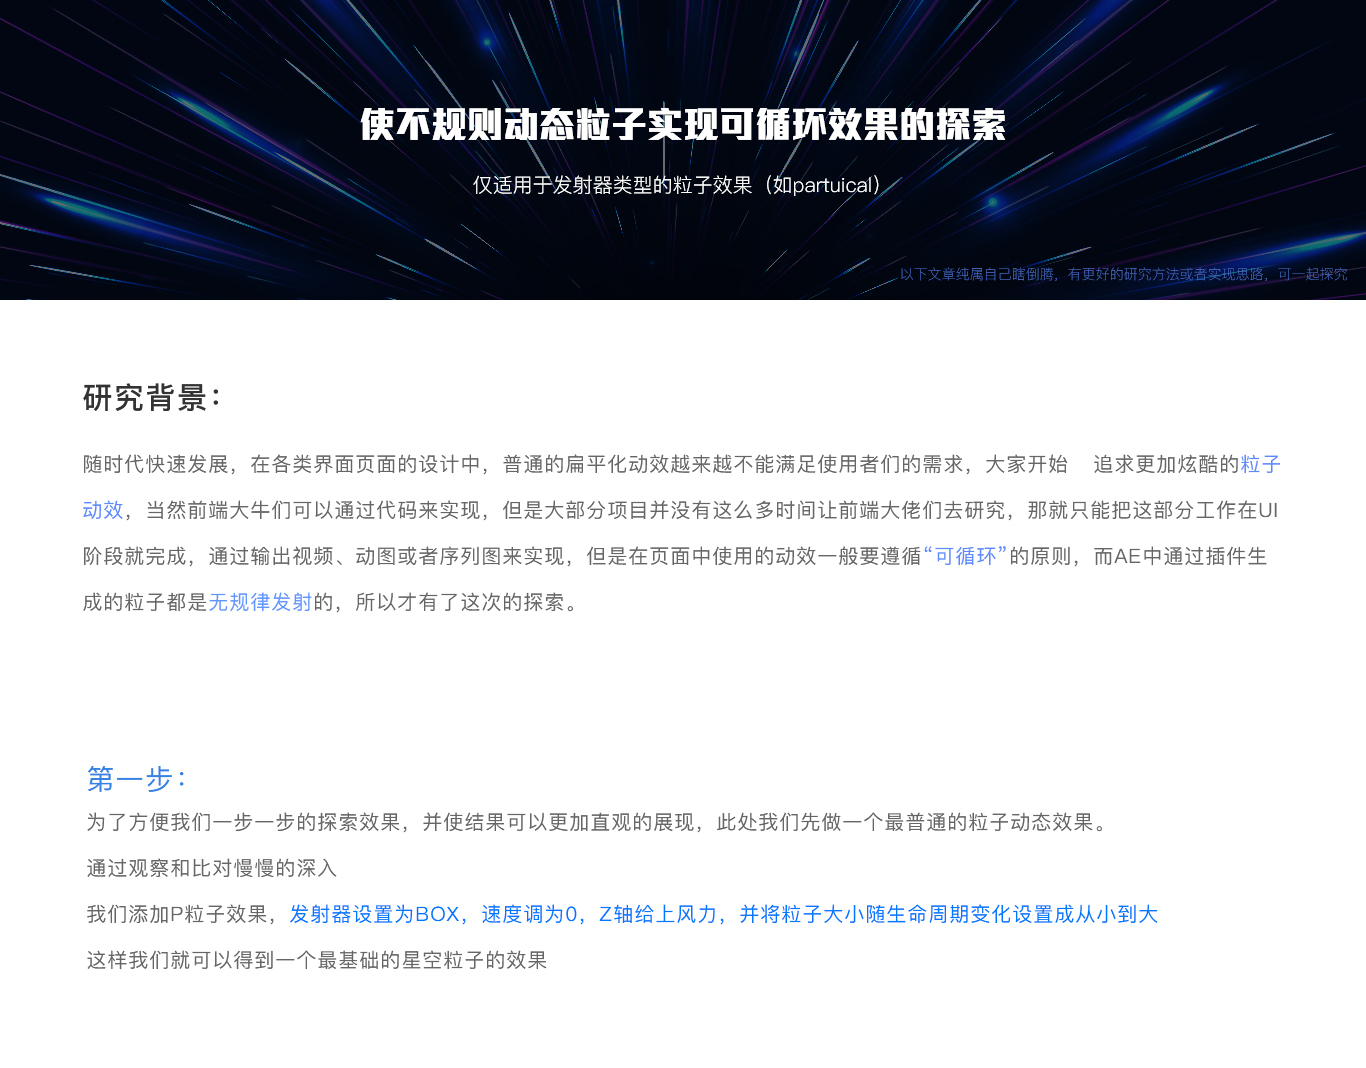 使不规则动态粒子实现可循环效果的探索
仅适用于发射器类型的粒子效果（如partuical）
以下文章纯属自己瞎倒腾，有更好的研究方法或者实现思路，可一起探究
研究背景：
随时代快速发展，在各类界面页面的设计中，普通的扁平化动效越来越不能满足使用者们的需求，大家开始 追求更加炫酷的粒子
动效，当然前端大牛们可以通过代码来实现，但是大部分项目并没有这么多时间让前端大佬们去研究，那就只能把这部分工作在UI
阶段就完成，通过输出视频、动图或者序列图来实现，但是在页面中使用的动效一般要遵循“可循环”的原则，而AE中通过插件生
成的粒子都是无规律发射的，所以才有了这次的探索。
第一步：
为了方便我们一步一步的探索效果，并使结果可以更加直观的展现，此处我们先做一个最普通的粒子动态效果。
通过观察和比对慢慢的深入
我们添加P粒子效果，发射器设置为BOX，速度调为0，Z轴给上风力，并将粒子大小随生命周期变化设置成从小到大
这样我们就可以得到一个最基础的星空粒子的效果